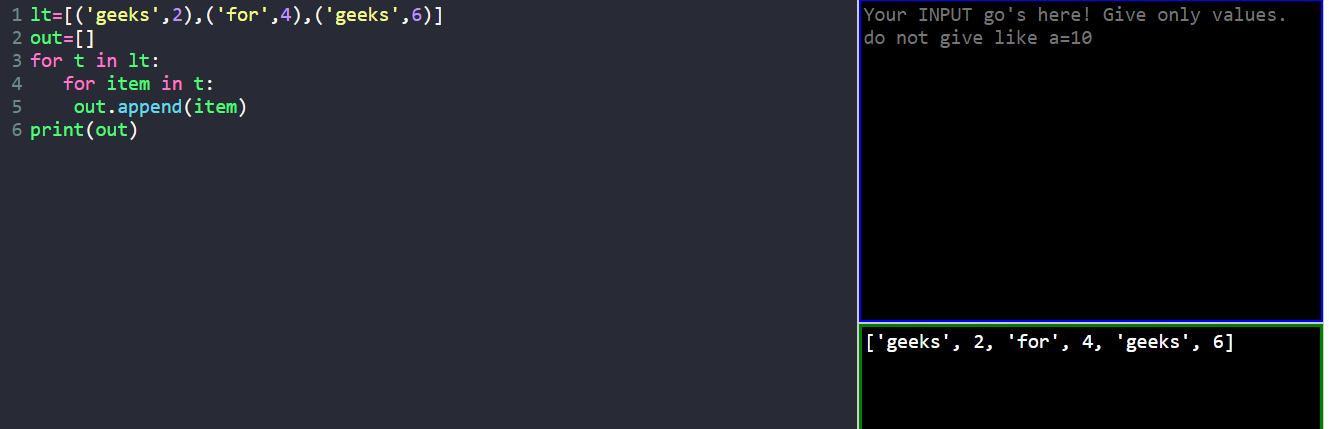 1 lt=[('geeks',2),('for',4),('geeks',6)]
2 out=[]
3 for t in lt:
4    for item in t:
5     out.append(item)
6 print(out)
Your INPUT go's here! Give only values.
do not give like a=10
['geeks', 2, 'for', 4, 'geeks', 6]